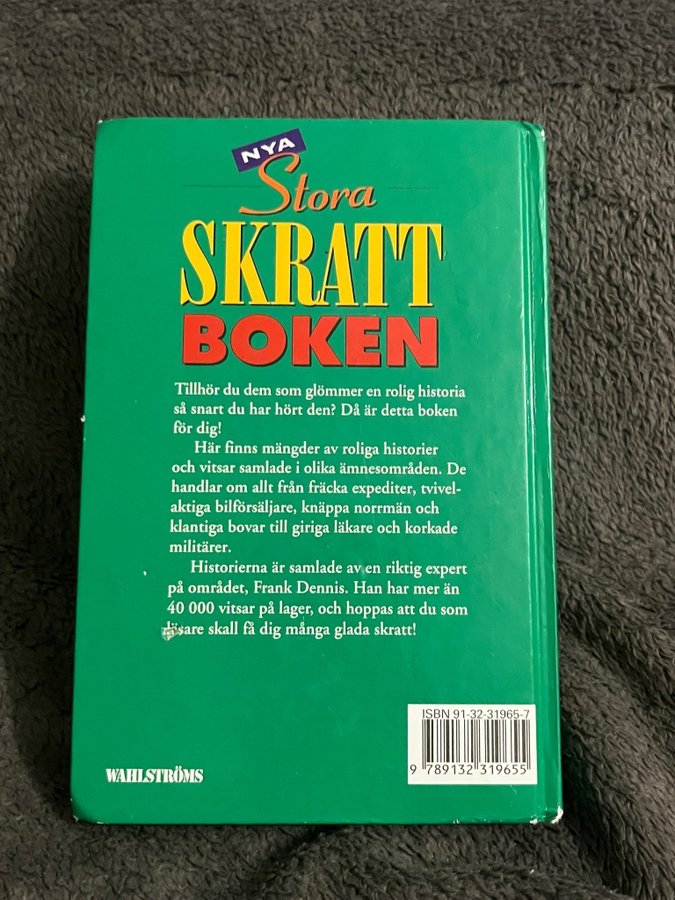 NYA
Stora
SKRATT
BOKEN
Tillhör du dem som glömmer en rolig historia
så snart du har hört den? Då är detta boken
för dig!
Här finns mängder av roliga historier
och vitsar samlade i olika ämnesområden. De
handlar om allt från fräcka expediter, tvivel-
aktiga bilförsäljare, knäppa norrmän och
klantiga bovar till giriga läkare och korkade
militärer.
Historierna är samlade av en riktig expert
på området, Frank Dennis. Han har mer än
40 000 vitsar på lager, och hoppas att du som
läsare skall få dig många glada skratt!
ISBN 91-32-31965-7
9 789132 319655
WAHLSTRÖMS